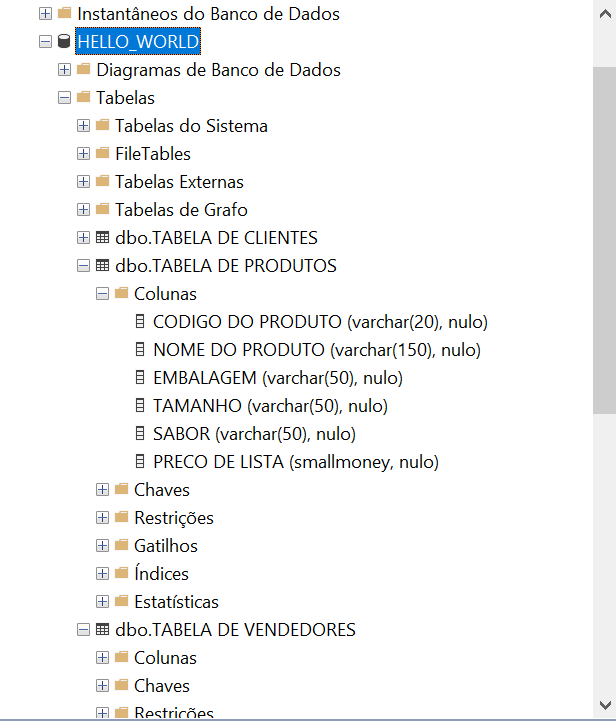 Instantâneos do Banco de Dados
HELLO_WORLD
Diagramas de Banco de Dados
Tabelas
Tabelas do Sistema
FileTables
Tabelas Externas
Tabelas de Grafo
dbo.TABELA DE CLIENTES
dbo.TABELA DE PRODUTOS
Colunas
CODIGO DO PRODUTO (varchar(20), nulo)
NOME DO PRODUTO (varchar(150), nulo)
EMBALAGEM (varchar(50), nulo)
TAMANHO (varchar(50), nulo)
SABOR (varchar(50), nulo)
PRECO DE LISTA (smallmoney, nulo)
Chaves
Restrições
Gatilhos
Índices
Estatísticas
dbo.TABELA DE VENDEDORES
Colunas
Chaves
Restrições